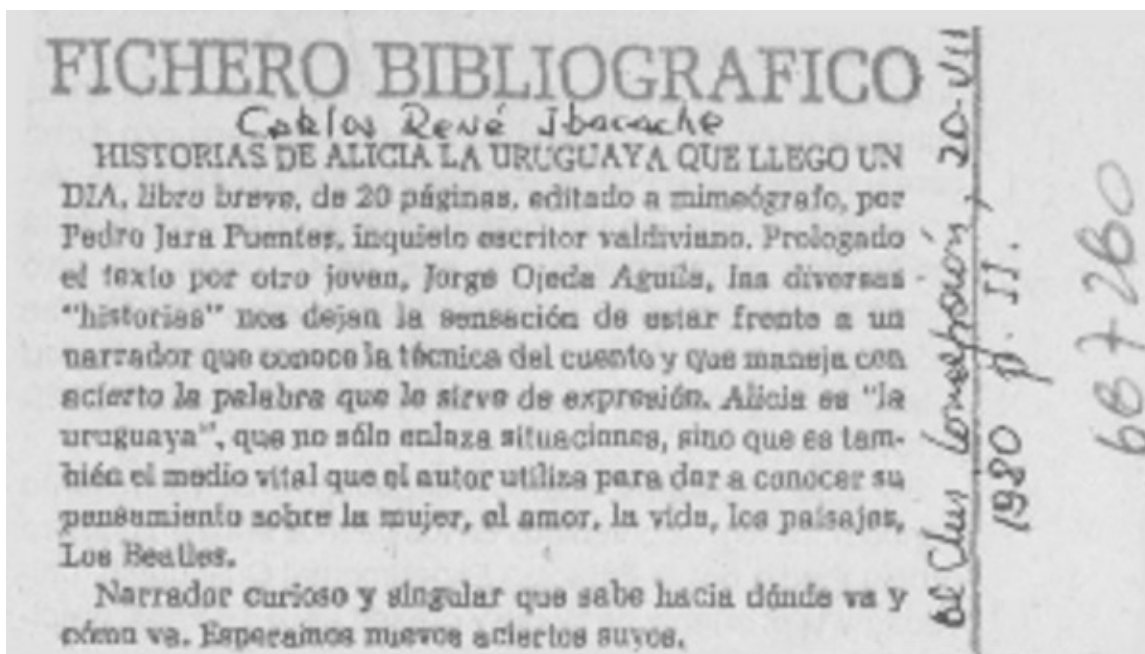 FICHERO BIBLIOGRAFICO
Carlos René Ibacache
HISTORIAS DE ALICIA LA URUGUAYA QUE LLEGO UN
DIA, libro breve, de 20 páginas, editado a mimeógrafo, por
Pedro Jara Puentes, inquieto escritor valdiviano. Prologado
el texto por otro joven, Jorge Ojeda Aguila, las diversas
"historias" nos dejan la sensación de estar frente a un
narrador que conoce la técnica del cuento y que maneja con
acierto la palabra que le sirve de expresión. Alicia es "la
uruguaya", que no sólo enlaza situaciones, sino que es tam-
bién el medio vital que el autor utiliza para dar a conocer su
pensamiento sobre la mujer, el amor, la vida, los paisajes,
Los Beatles.
Narrador curioso y singular que sabe hacia dónde va y
cómo va. Esperamos nuevos aciertos suyos.
El Sur, Concepción, 20-VII
1980 p. II.
687260